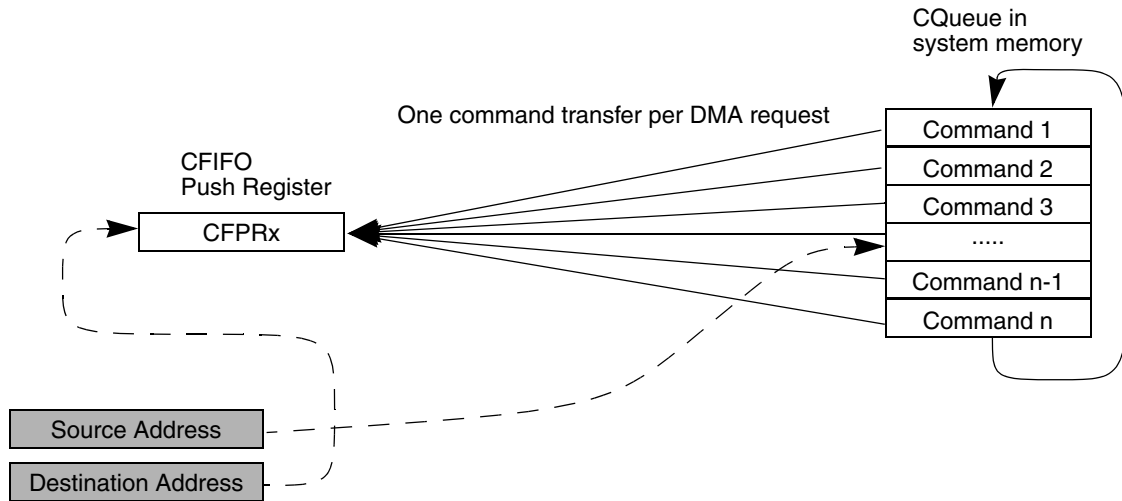 CQueue in
system memory
One command transfer per DMA request
Command 1
CFIFO
Push Register
Command 2
Command 3
CFPRx
.....
Command n-1
Command n
Source Address
Destination Address